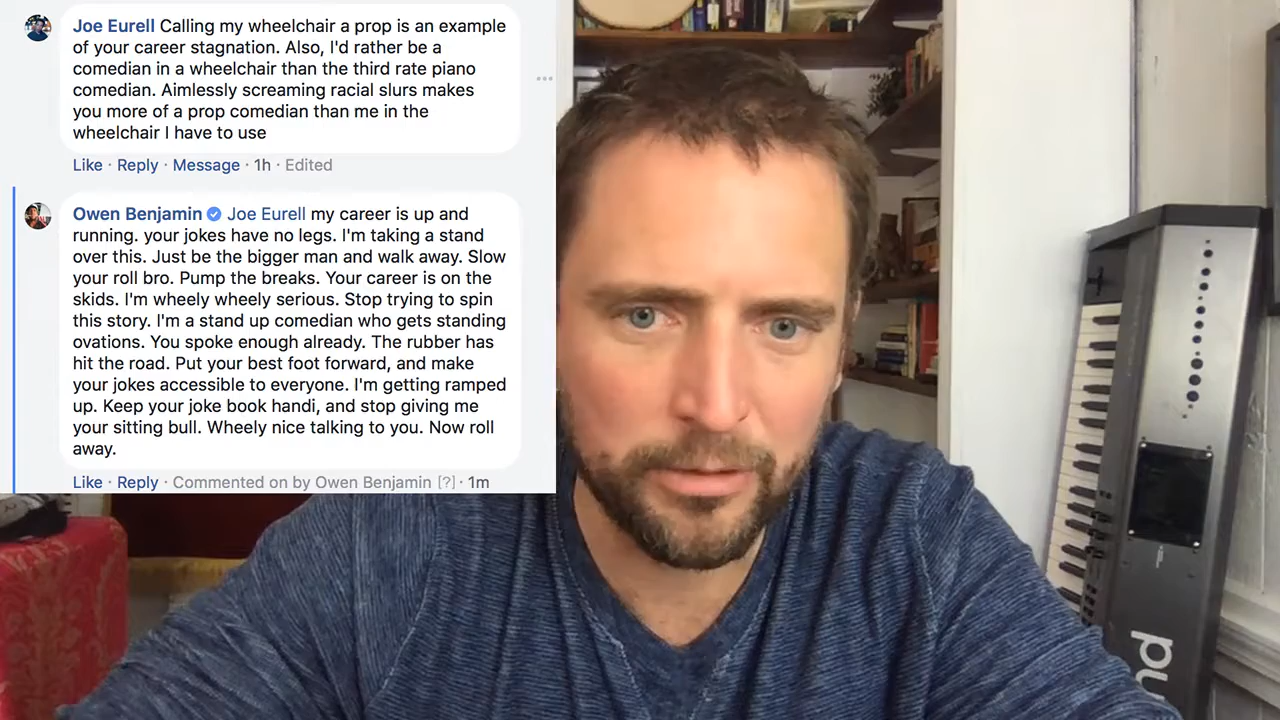 Joe Eurell Calling my wheelchair a prop is an example
of your career stagnation. Also, I'd rather be a
comedian in a wheelchair than the third rate piano
comedian. Aimlessly screaming racial slurs makes
you more of a prop comedian than me in the
wheelchair I have to use
Like · Reply · Message · 1h · Edited
Owen Benjamin Joe Eurell my career is up and
running. your jokes have no legs. I'm taking a stand
over this. Just be the bigger man and walk away. Slow
your roll bro. Pump the breaks. Your career is on the
skids. I'm wheely wheely serious. Stop trying to spin
this story. I'm a stand up comedian who gets standing
ovations. You spoke enough already. The rubber has
hit the road. Put your best foot forward, and make
your jokes accessible to everyone. I'm getting ramped
up. Keep your joke book handi, and stop giving me
your sitting bull. Wheely nice talking to you. Now roll
away.
Like · Reply · Commented on by Owen Benjamin [?] · 1m
nd